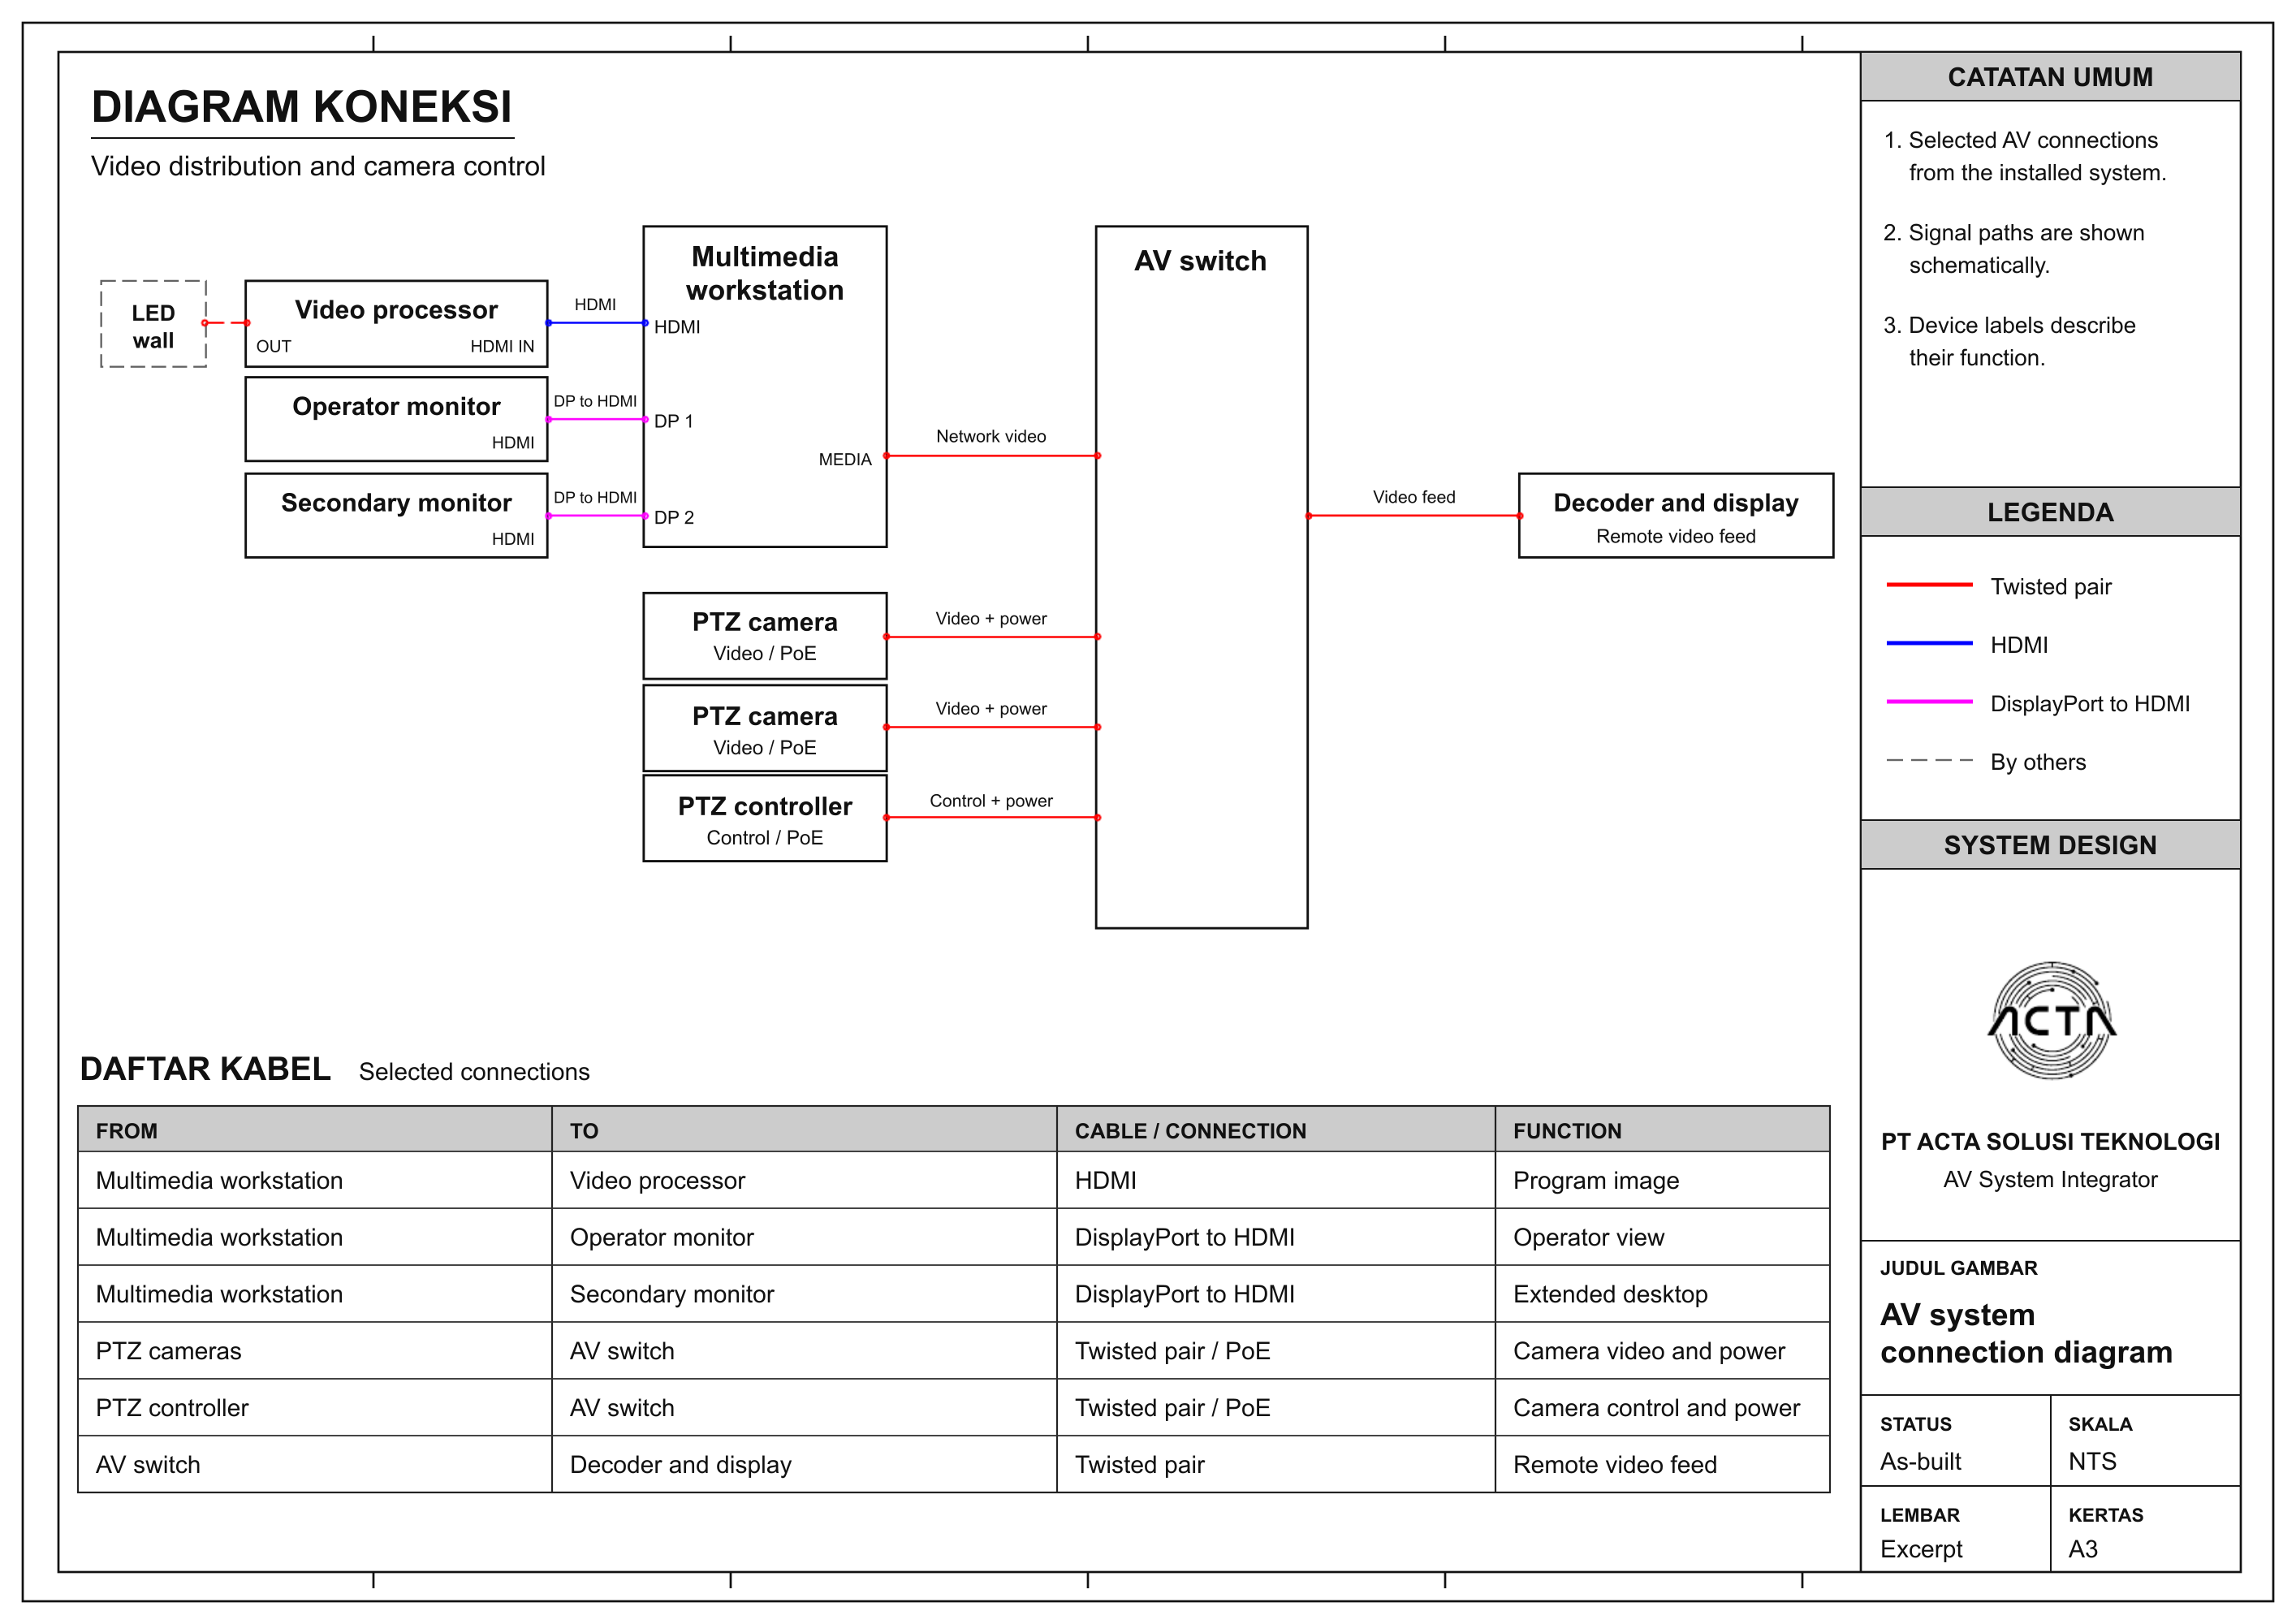 DIAGRAM KONEKSI
Video distribution and camera control
LED
wall
Video processor
OUT
HDMI IN
HDMI
Operator monitor
HDMI
DP to HDMI
Secondary monitor
HDMI
DP to HDMI
Multimedia
workstation
HDMI
DP 1
MEDIA
DP 2
Network video
AV switch
Video feed
Decoder and display
Remote video feed
PTZ camera
Video / PoE
Video + power
PTZ camera
Video / PoE
Video + power
PTZ controller
Control / PoE
Control + power
DAFTAR KABEL Selected connections
FROM TO CABLE / CONNECTION FUNCTION
Multimedia workstation Video processor HDMI Program image
Multimedia workstation Operator monitor DisplayPort to HDMI Operator view
Multimedia workstation Secondary monitor DisplayPort to HDMI Extended desktop
PTZ cameras AV switch Twisted pair / PoE Camera video and power
PTZ controller AV switch Twisted pair / PoE Camera control and power
AV switch Decoder and display Twisted pair Remote video feed
CATATAN UMUM
1. Selected AV connections
from the installed system.
2. Signal paths are shown
schematically.
3. Device labels describe
their function.
LEGENDA
Twisted pair
HDMI
DisplayPort to HDMI
By others
SYSTEM DESIGN
ACTA
PT ACTA SOLUSI TEKNOLOGI
AV System Integrator
JUDUL GAMBAR
AV system
connection diagram
STATUS SKALA
As-built NTS
LEMBAR KERTAS
Excerpt A3